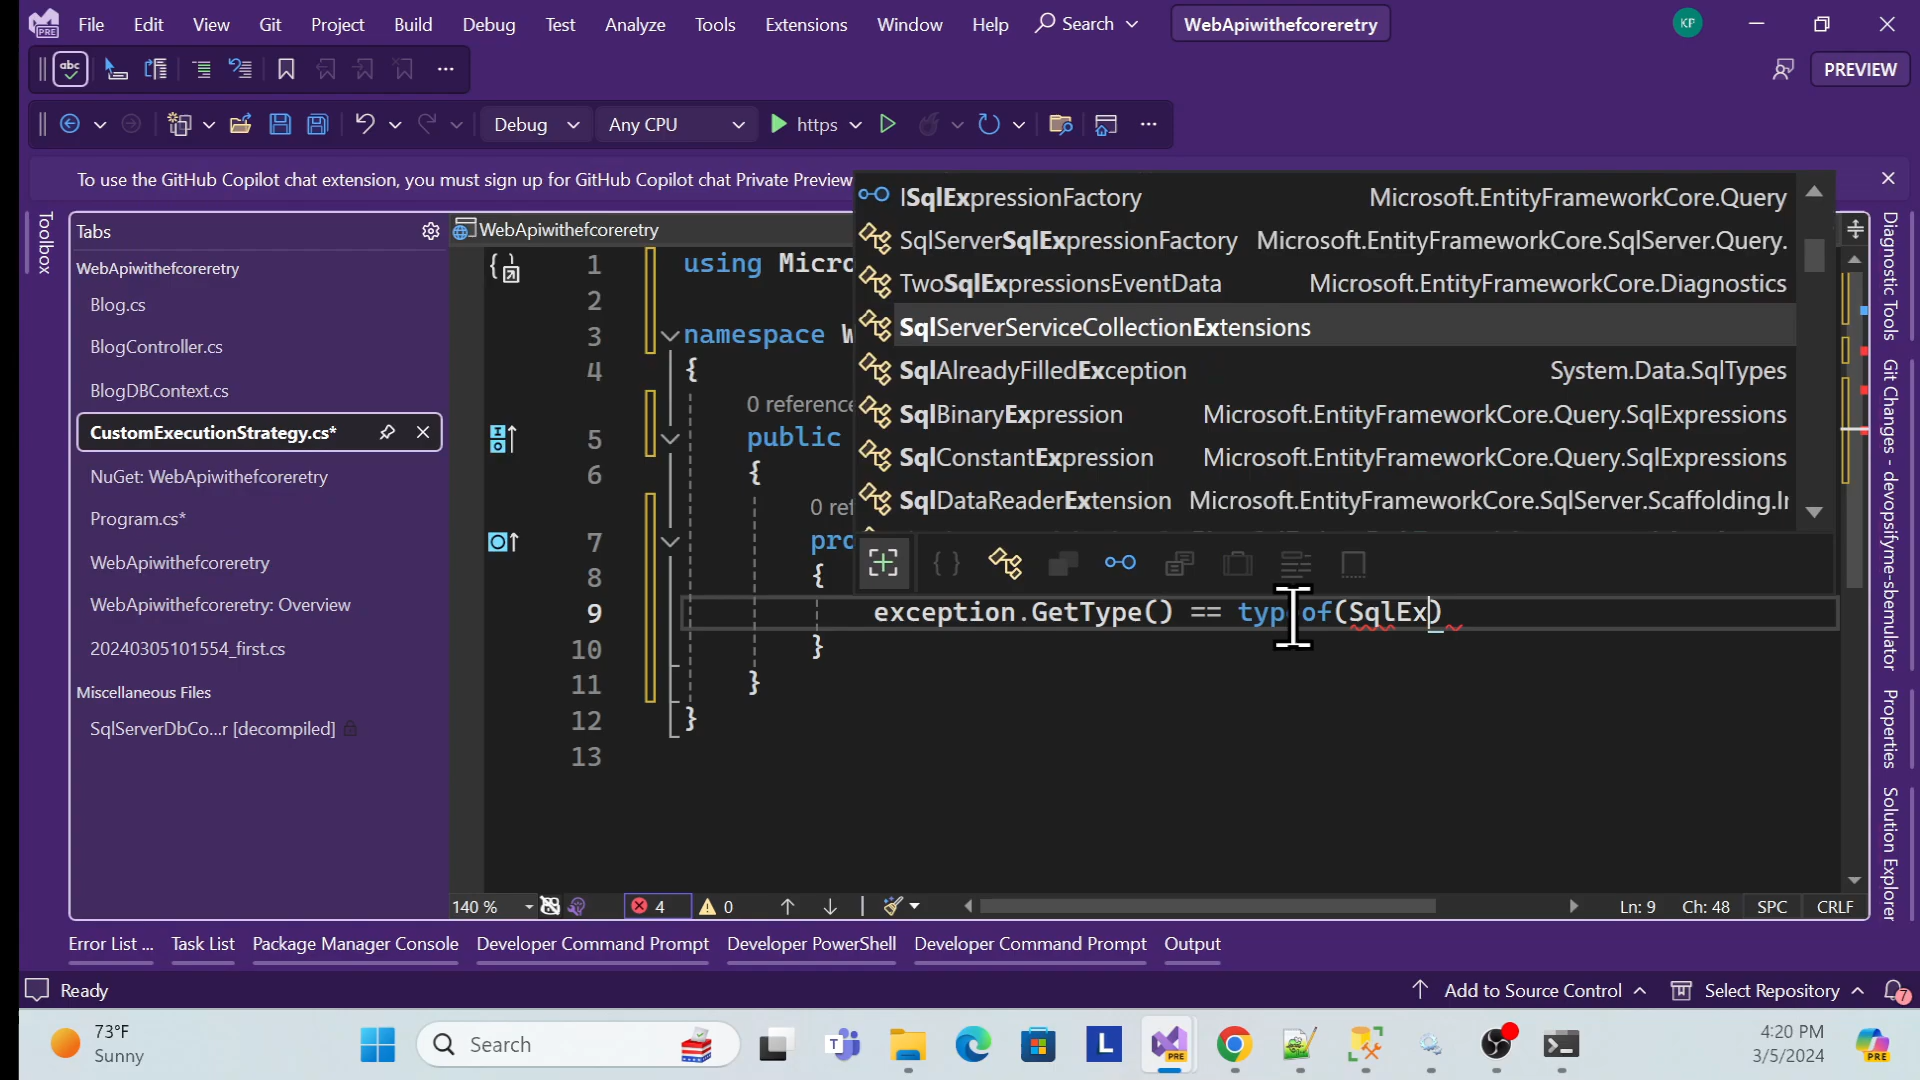 File Edit View Git Project Build Debug Test Analyze Tools Extensions Window Help Search WebApiwithefcoreretry KP
PRE
abc
PREVIEW
Debug Any CPU https
To use the GitHub Copilot chat extension, you must sign up for GitHub Copilot chat Private Preview
Toolbox
Tabs
WebApiwithefcoreretry
Blog.cs
BlogController.cs
BlogDBContext.cs
CustomExecutionStrategy.cs*
NuGet: WebApiwithefcoreretry
Program.cs*
WebApiwithefcoreretry
WebApiwithefcoreretry: Overview
20240305101554_first.cs
Miscellaneous Files
SqlServerDbCo...r [decompiled]
WebApiwithefcoreretry
1 using Micro
2
3 namespace W
4 {
0 reference
5 public
6 {
0 ref
7 pro
8 {
9 exception.GetType() == typeof(SqlEx)
10 }
11 }
12 }
13
ISqlExpressionFactory Microsoft.EntityFrameworkCore.Query
SqlServerSqlExpressionFactory Microsoft.EntityFrameworkCore.SqlServer.Query.
TwoSqlExpressionsEventData Microsoft.EntityFrameworkCore.Diagnostics
SqlServerServiceCollectionExtensions
SqlAlreadyFilledException System.Data.SqlTypes
SqlBinaryExpression Microsoft.EntityFrameworkCore.Query.SqlExpressions
SqlConstantExpression Microsoft.EntityFrameworkCore.Query.SqlExpressions
SqlDataReaderExtension Microsoft.EntityFrameworkCore.SqlServer.Scaffolding.In
Diagnostic Tools
Git Changes - devopsifyme-sbemulator
Properties
Solution Explorer
140 % 4 0 Ln: 9 Ch: 48 SPC CRLF
Error List ... Task List Package Manager Console Developer Command Prompt Developer PowerShell Developer Command Prompt Output
Ready Add to Source Control Select Repository 7
73°F
Sunny
Search
T L PRE
4:20 PM
3/5/2024
PRE